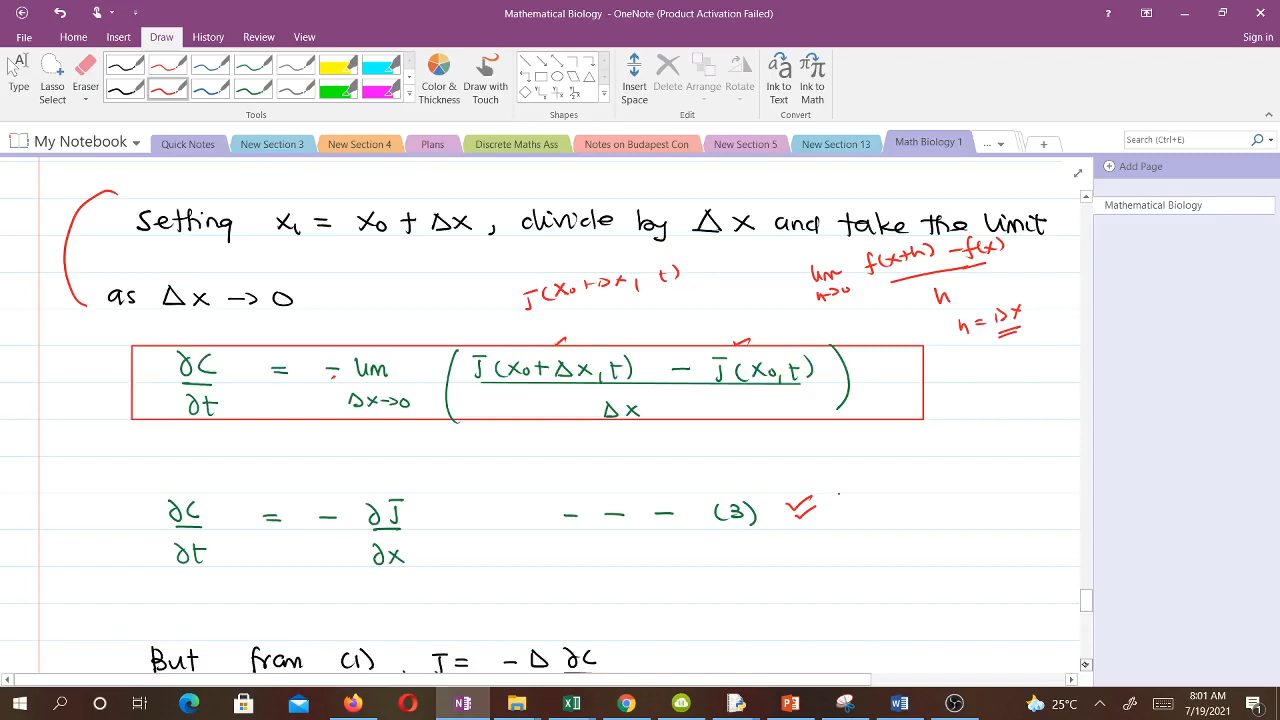 Mathematical Biology - OneNote (Product Activation Failed)
File Home Insert Draw History Review View Sign in
Type Lasso Select Eraser Color & Thickness Draw with Touch Insert Space Delete Arrange Rotate Ink to Text Ink to Math
Tools Shapes Edit Convert
My Notebook Quick Notes New Section 3 New Section 4 Plans Discrete Maths Ass Notes on Budapest Con New Section 5 New Section 13 Math Biology 1 ... Search (Ctrl+E)
Add Page
Mathematical Biology
Setting x₁ = x₀ + Δx, divide by Δx and take the limit
as Δx → 0
J(x₀+Δx, t)
lim h→0 f(x+h) - f(x) / h
h = Δx
∂C/∂t = - lim Δx→0 ( J(x₀+Δx, t) - J(x₀, t) / Δx )
∂C/∂t = - ∂J/∂x - - - (3)
But from (1), J = - Δ ∂C
25°C 8:01 AM
7/19/2021